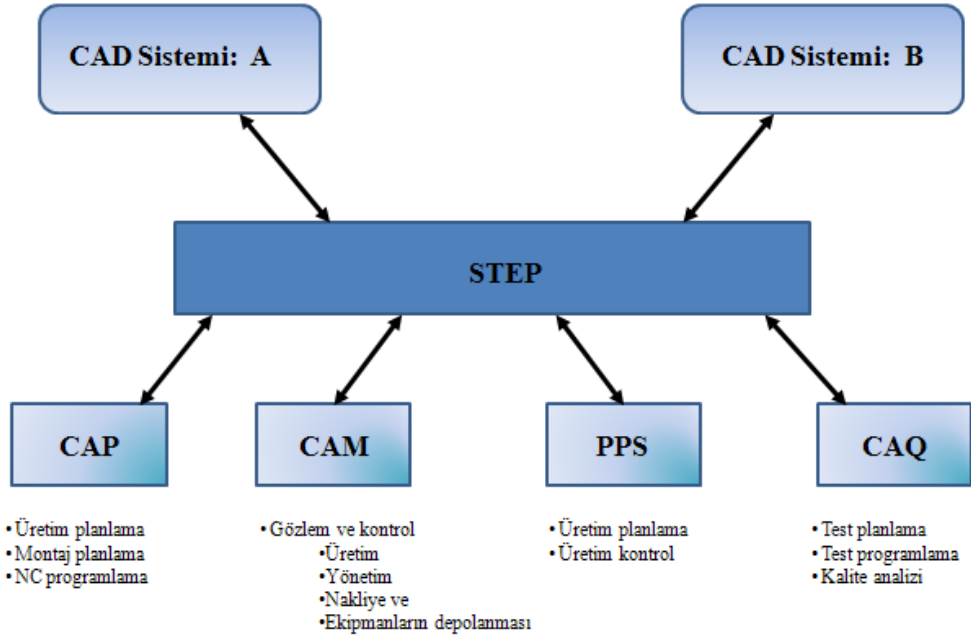 CAD Sistemi: A
CAD Sistemi: B
STEP
CAP
CAM
PPS
CAQ
•Üretim planlama
•Montaj planlama
•NC programlama
•Gözlem ve kontrol
•Üretim
•Yönetim
•Nakliye ve
•Ekipmanların depolanması
•Üretim planlama
•Üretim kontrol
•Test planlama
•Test programlama
•Kalite analizi